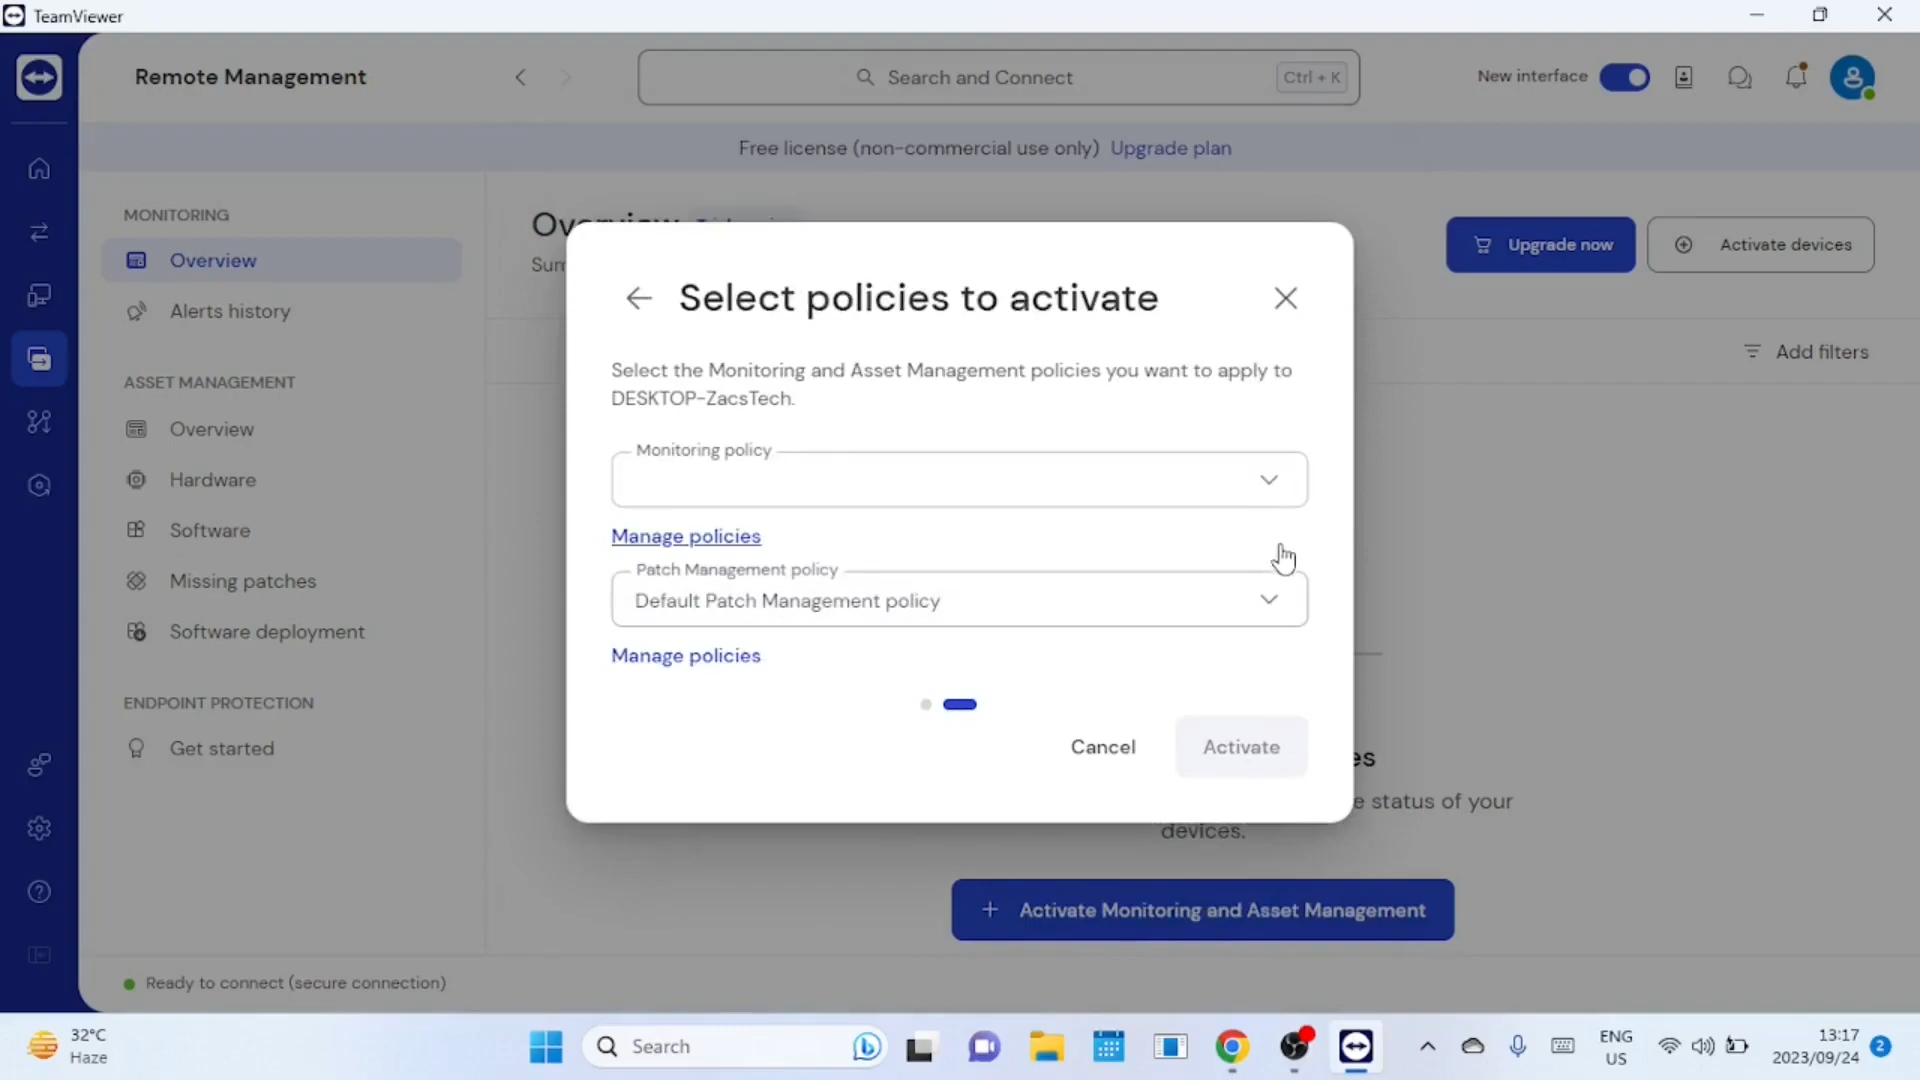 TeamViewer
Remote Management
Search and Connect
Ctrl + K
New interface
Free license (non-commercial use only) Upgrade plan
MONITORING
Overview
Alerts history
ASSET MANAGEMENT
Overview
Hardware
Software
Missing patches
Software deployment
ENDPOINT PROTECTION
Get started
Upgrade now
Activate devices
Add filters
Select policies to activate
Select the Monitoring and Asset Management policies you want to apply to
DESKTOP-ZacsTech.
Monitoring policy
Manage policies
Patch Management policy
Default Patch Management policy
Manage policies
Cancel
Activate
e status of your
devices.
+ Activate Monitoring and Asset Management
Ready to connect (secure connection)
32°C
Haze
Search
ENG
US
13:17
2023/09/24
2